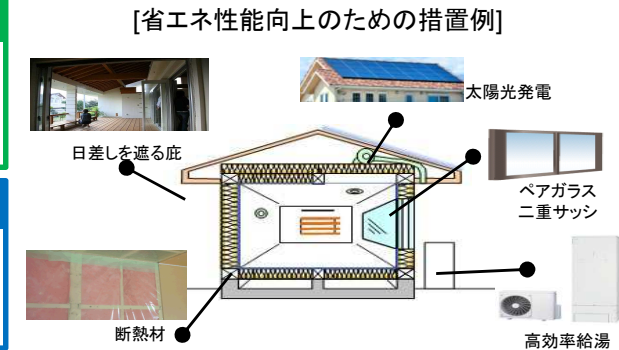 [省エネ性能向上のための措置例]
太陽光発電
日差しを遮る庇
ペアガラス
二重サッシ
断熱材
高効率給湯